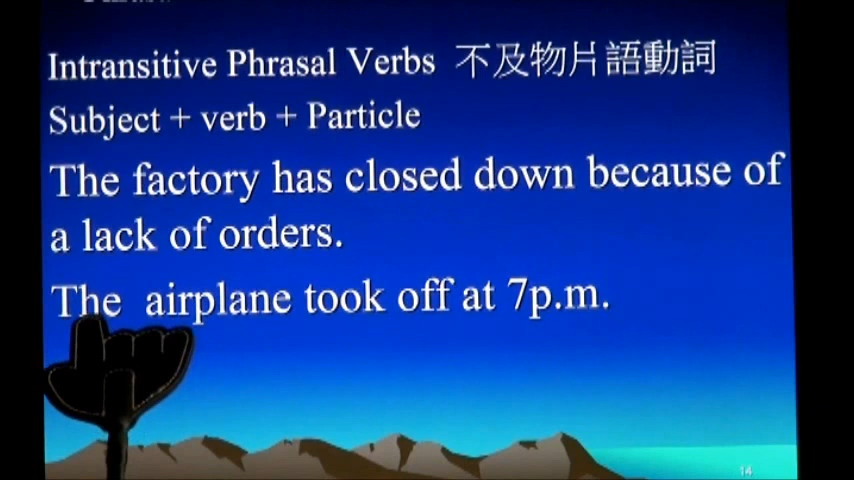 Intransitive Phrasal Verbs 不及物片語動詞
Subject + verb + Particle
The factory has closed down because of
a lack of orders.
The airplane took off at 7p.m.
14